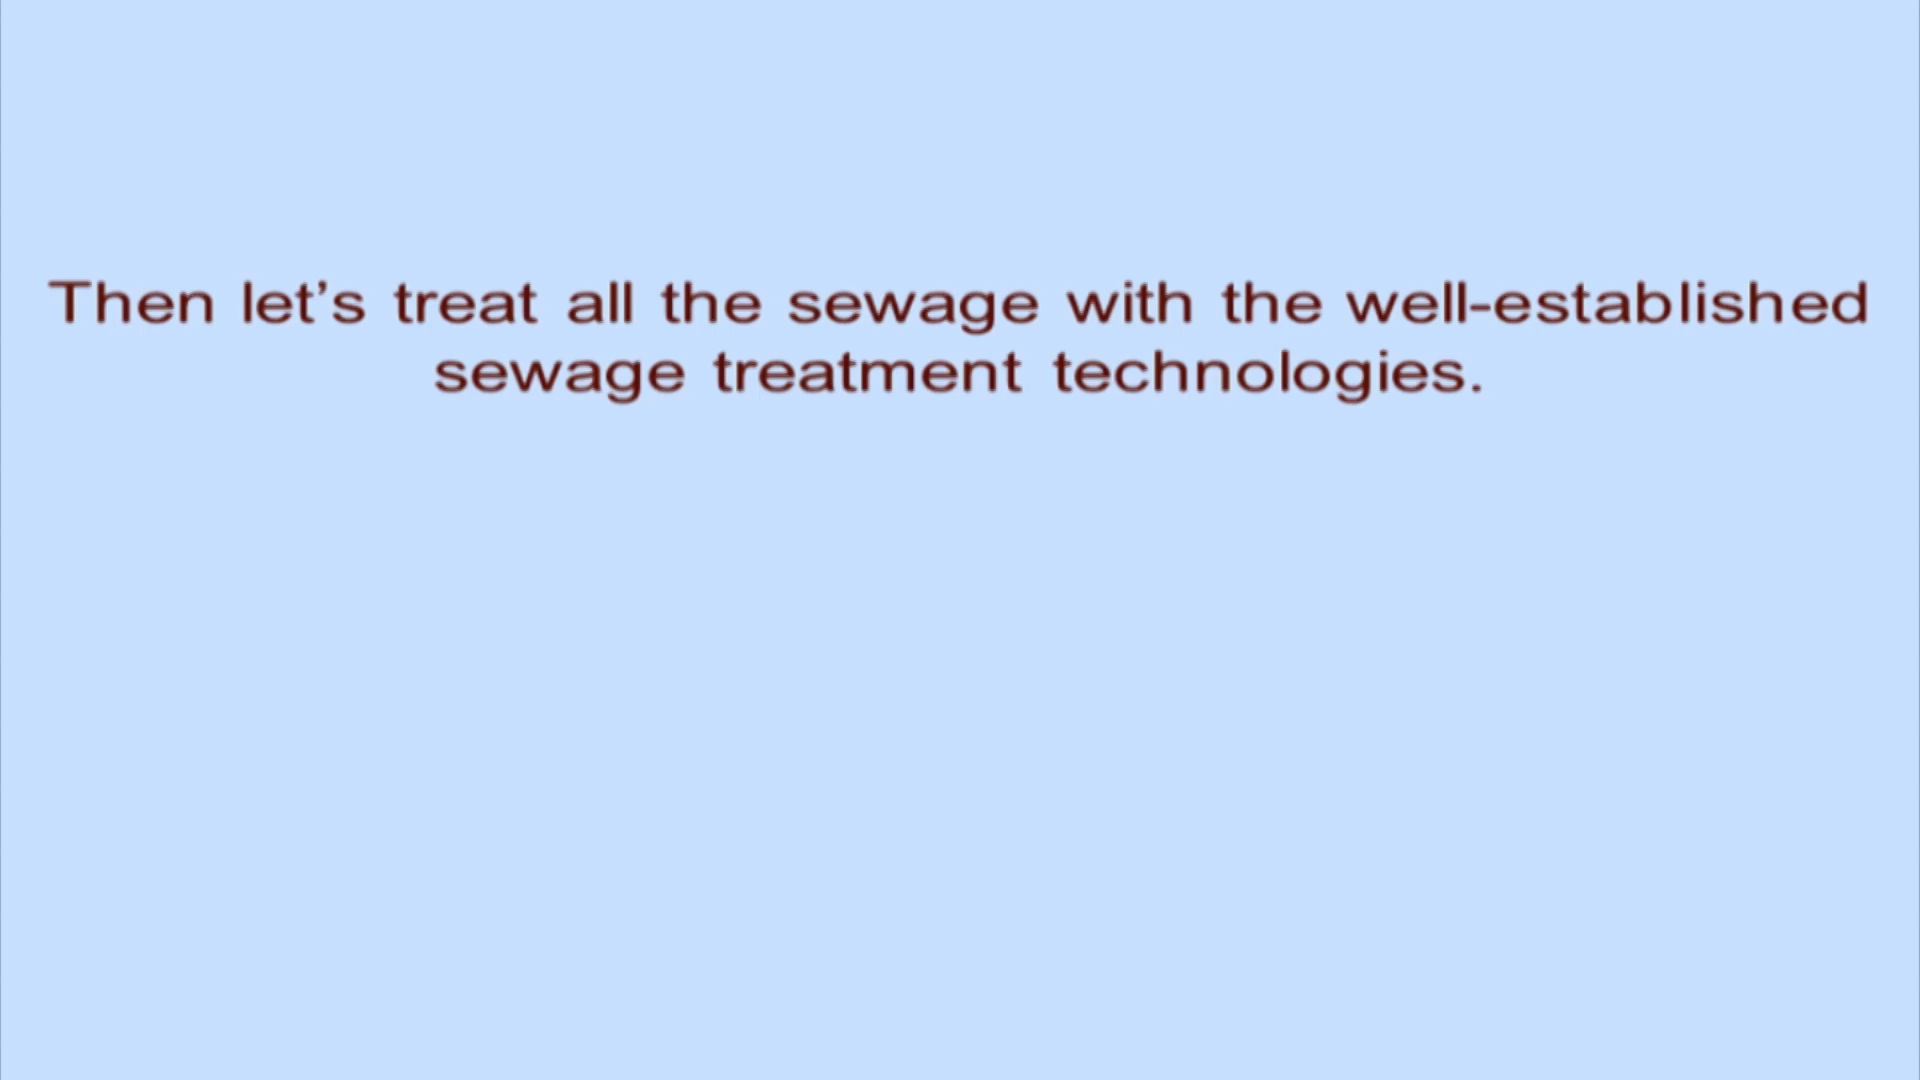 Then let’s treat all the sewage with the well-established
sewage treatment technologies.